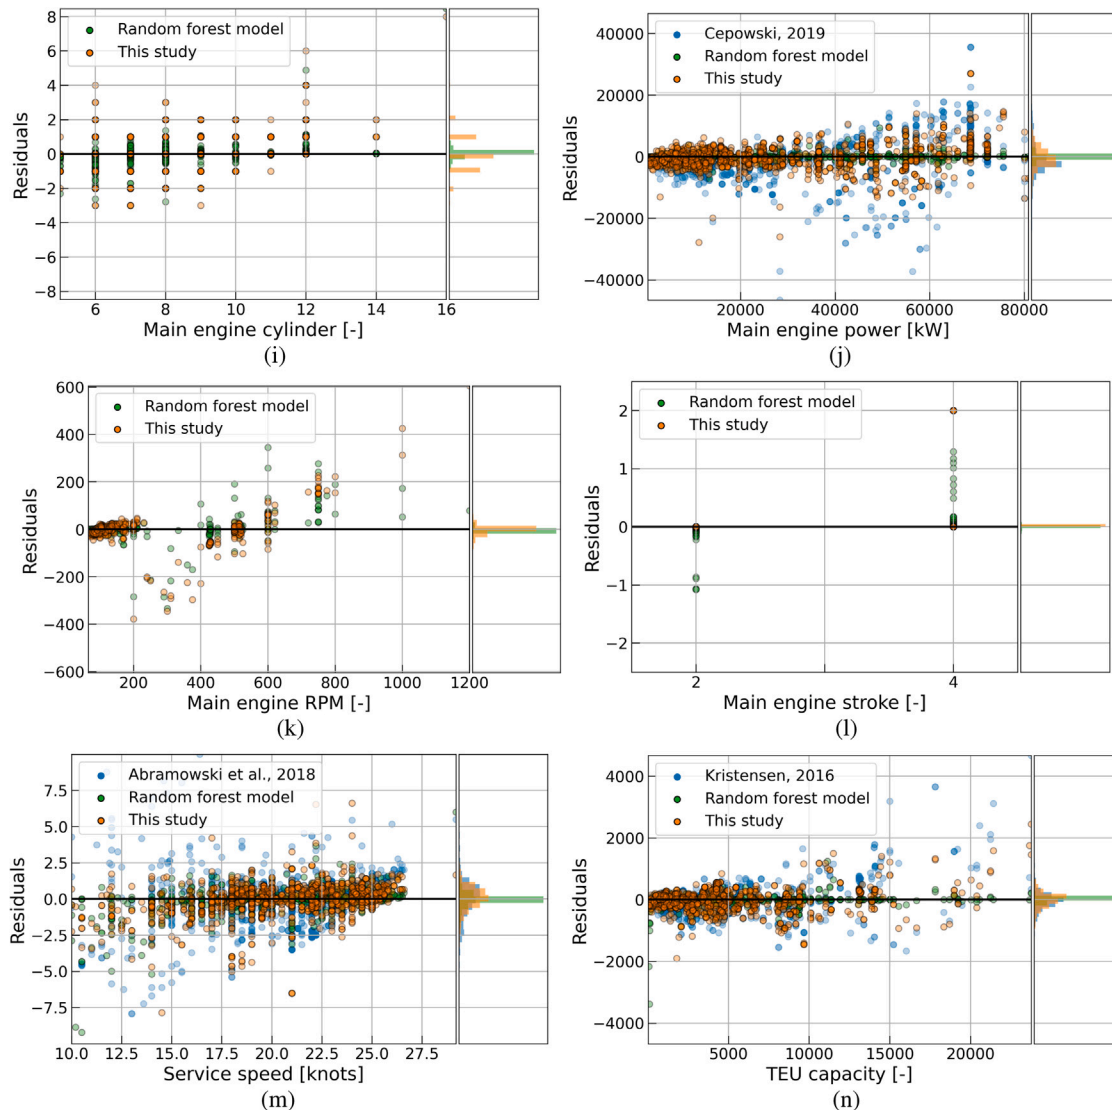 Random forest model
This study
Residuals
8
6
4
2
0
−2
−4
−6
−8
6
8
10
12
14
16
Main engine cylinder [-]
(i)
Cepowski, 2019
Random forest model
This study
Residuals
40000
20000
0
−20000
−40000
20000
40000
60000
80000
Main engine power [kW]
(j)
Random forest model
This study
Residuals
600
400
200
0
−200
−400
−600
200
400
600
800
1000
1200
Main engine RPM [-]
(k)
Random forest model
This study
Residuals
2
1
0
−1
−2
2
4
Main engine stroke [-]
(l)
Abramowski et al., 2018
Random forest model
This study
Residuals
7.5
5.0
2.5
0.0
−2.5
−5.0
−7.5
10.0
12.5
15.0
17.5
20.0
22.5
25.0
27.5
Service speed [knots]
(m)
Kristensen, 2016
Random forest model
This study
Residuals
4000
2000
0
−2000
−4000
5000
10000
15000
20000
TEU capacity [-]
(n)